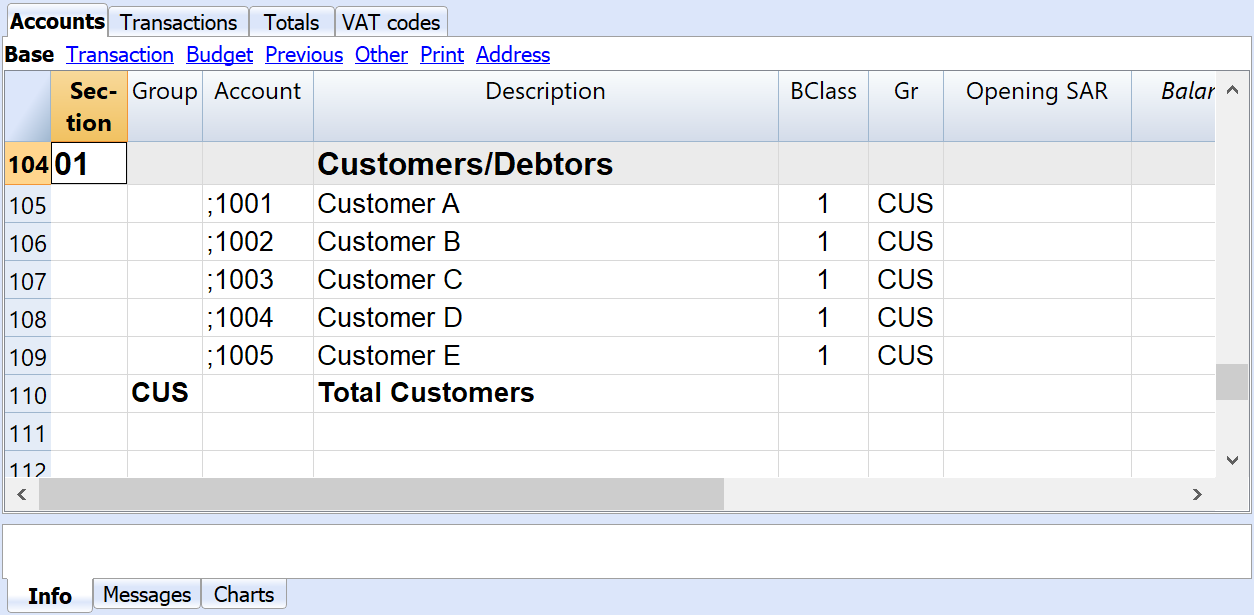 Accounts Transactions Totals VAT codes
Base Transaction Budget Previous Other Print Address
Sec-
tion Group Account Description BClass Gr Opening SAR Balar
104 01 Customers/Debtors
105 ;1001 Customer A 1 CUS
106 ;1002 Customer B 1 CUS
107 ;1003 Customer C 1 CUS
108 ;1004 Customer D 1 CUS
109 ;1005 Customer E 1 CUS
110 CUS Total Customers
111
112
Info Messages Charts